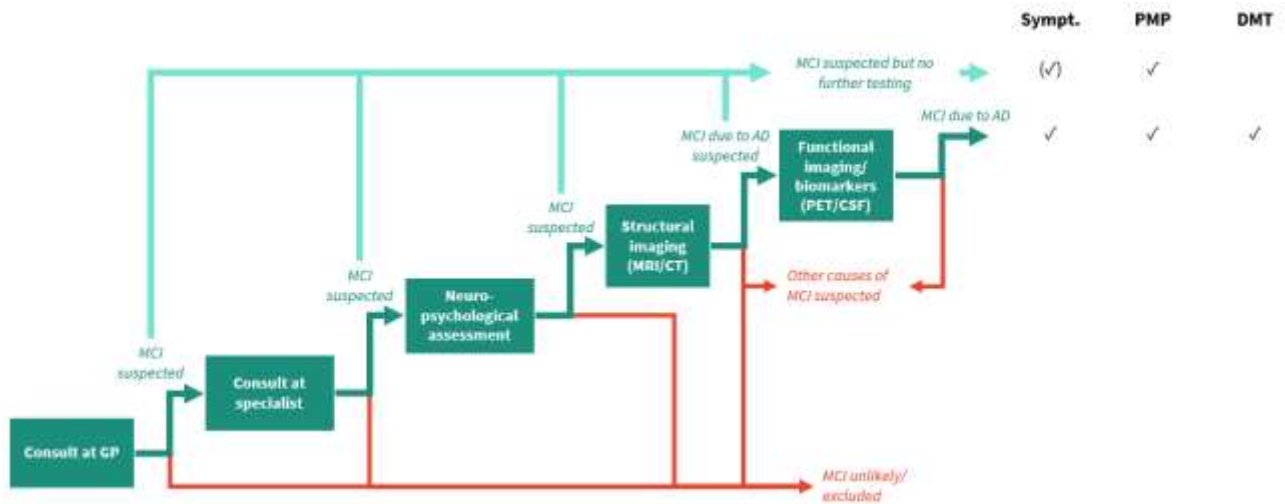 Sympt. PMP DMT
MCI suspected but no
further testing
(✓) ✓
MCI due to AD
✓ ✓ ✓
MCI due to AD
suspected
Functional
imaging/
biomarkers
(PET/CSF)
MCI
suspected
Structural
imaging
(MRI/CT)
Other causes of
MCI suspected
MCI
suspected
Neuro-
psychological
assessment
MCI
suspected
Consult at
specialist
Consult at GP
MCI unlikely/
excluded